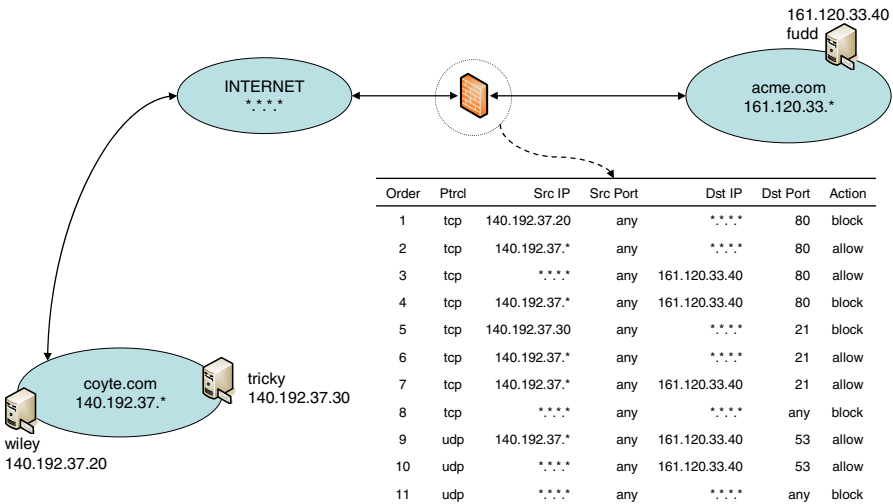 161.120.33.40
fudd
INTERNET
*.*.*.*
acme.com
161.120.33.*
Order Ptrcl Src IP Src Port Dst IP Dst Port Action
1 tcp 140.192.37.20 any *.*.*.* 80 block
2 tcp 140.192.37.* any *.*.*.* 80 allow
3 tcp *.*.*.* any 161.120.33.40 80 allow
4 tcp 140.192.37.* any 161.120.33.40 80 block
5 tcp 140.192.37.30 any *.*.*.* 21 block
6 tcp 140.192.37.* any *.*.*.* 21 allow
7 tcp 140.192.37.* any 161.120.33.40 21 allow
8 tcp *.*.*.* any *.*.*.* any block
9 udp 140.192.37.* any 161.120.33.40 53 allow
10 udp *.*.*.* any 161.120.33.40 53 allow
11 udp *.*.*.* any *.*.*.* any block
coyte.com
140.192.37.*
tricky
140.192.37.30
wiley
140.192.37.20